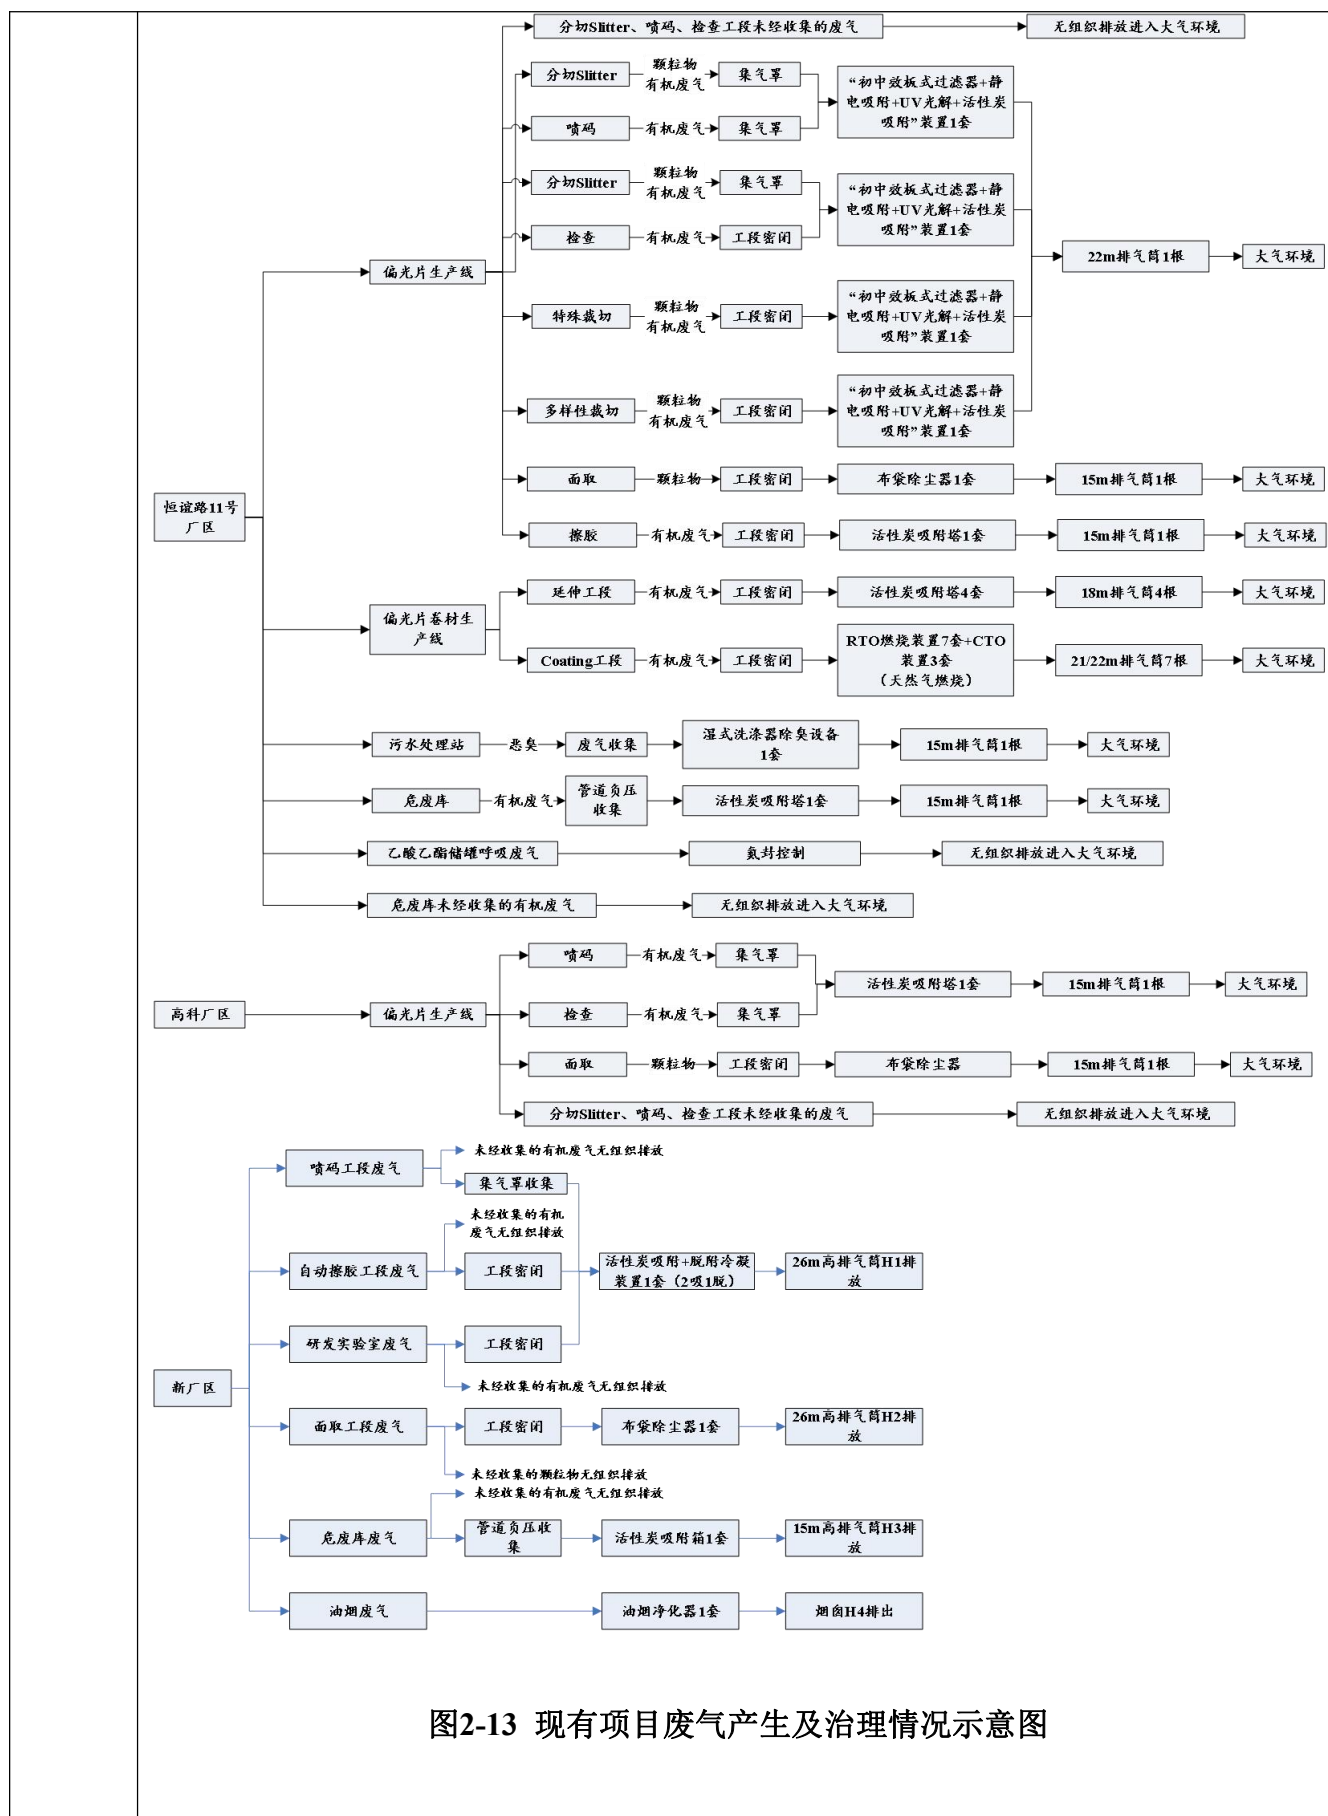 分切Slitter、喷码、检查工段未经收集的废气
无组织排放进入大气环境
分切Slitter
颗粒物
有机废气
集气罩
“初中效板式过滤器+静
电吸附+UV光解+活性炭
吸附”装置1套
喷码
有机废气
集气罩
分切Slitter
颗粒物
有机废气
集气罩
“初中效板式过滤器+静
电吸附+UV光解+活性炭
吸附”装置1套
检查
有机废气
工段密闭
偏光片生产线
22m排气筒1根
大气环境
特殊裁切
颗粒物
有机废气
工段密闭
“初中效板式过滤器+静
电吸附+UV光解+活性炭
吸附”装置1套
多样性裁切
颗粒物
有机废气
工段密闭
“初中效板式过滤器+静
电吸附+UV光解+活性炭
吸附”装置1套
面取
颗粒物
工段密闭
布袋除尘器1套
15m排气筒1根
大气环境
恒谊路11号
厂区
擦胶
有机废气
工段密闭
活性炭吸附塔1套
15m排气筒1根
大气环境
偏光片卷材生
产线
延伸工段
有机废气
工段密闭
活性炭吸附塔4套
18m排气筒4根
大气环境
Coating工段
有机废气
工段密闭
RTO燃烧装置7套+CTO
装置3套
（天然气燃烧）
21/22m排气筒7根
大气环境
污水处理站
恶臭
废气收集
湿式洗涤器除臭设备
1套
15m排气筒1根
大气环境
危废库
有机废气
管道负压
收集
活性炭吸附塔1套
15m排气筒1根
大气环境
乙酸乙酯储罐呼吸废气
氮封控制
无组织排放进入大气环境
危废库未经收集的有机废气
无组织排放进入大气环境
喷码
有机废气
集气罩
活性炭吸附塔1套
15m排气筒1根
大气环境
高科厂区
偏光片生产线
检查
有机废气
集气罩
面取
颗粒物
工段密闭
布袋除尘器
15m排气筒1根
大气环境
分切Slitter、喷码、检查工段未经收集的废气
无组织排放进入大气环境
喷码工段废气
未经收集的有机废气无组织排放
集气罩收集
未经收集的有机
废气无组织排放
自动擦胶工段废气
工段密闭
活性炭吸附+脱附冷凝
装置1套（2吸1脱）
26m高排气筒H1排
放
研发实验室废气
工段密闭
未经收集的有机废气无组织排放
新厂区
面取工段废气
工段密闭
布袋除尘器1套
26m高排气筒H2排
放
未经收集的颗粒物无组织排放
未经收集的有机废气无组织排放
危废库废气
管道负压收
集
活性炭吸附箱1套
15m高排气筒H3排
放
油烟废气
油烟净化器1套
烟囱H4排出
图2-13 现有项目废气产生及治理情况示意图